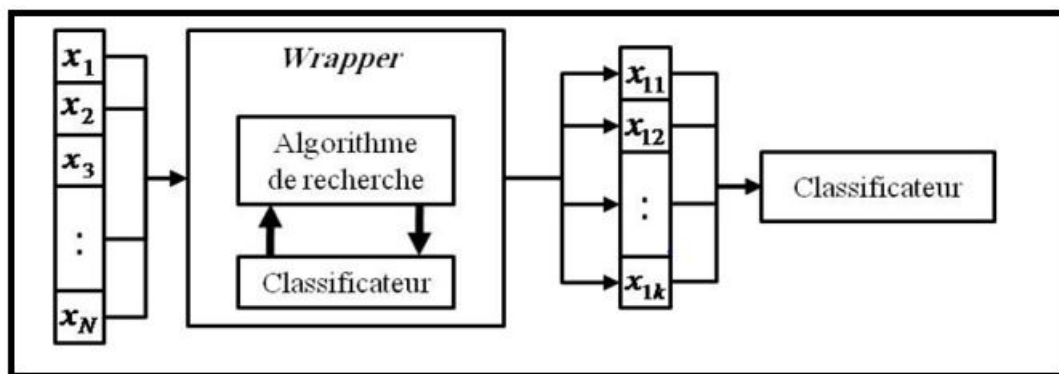 x1
x2
x3
:
xN
Wrapper
Algorithme
de recherche
Classificateur
x11
x12
:
x1k
Classificateur